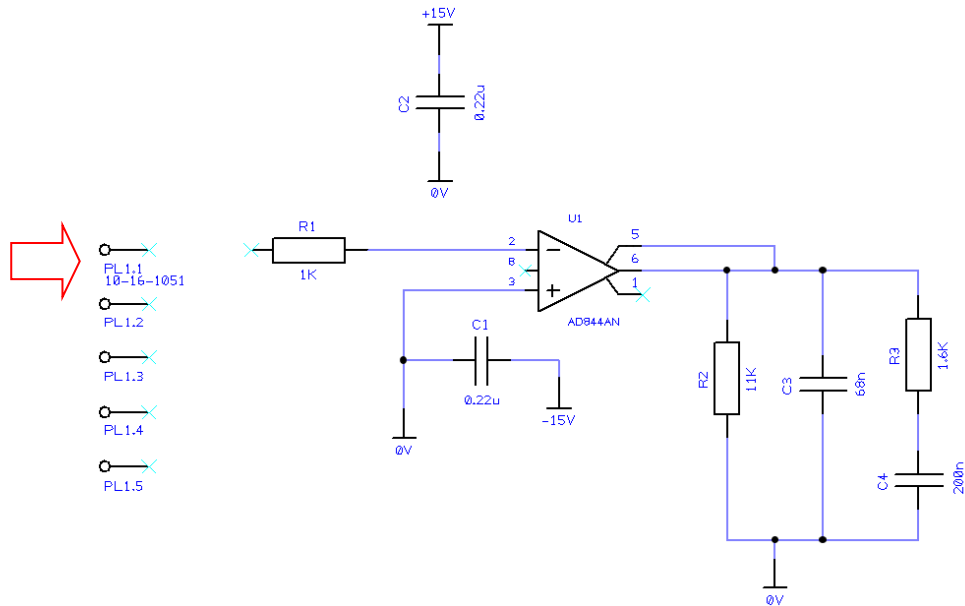 +15V
C2
0.22u
0V
U1
R1
1K
2
8
3
5
6
1
AD844AN
PL1.1
10-16-1051
PL1.2
PL1.3
PL1.4
PL1.5
C1
0.22u
-15V
0V
R2
11K
C3
68n
R3
1.6K
C4
200n
0V